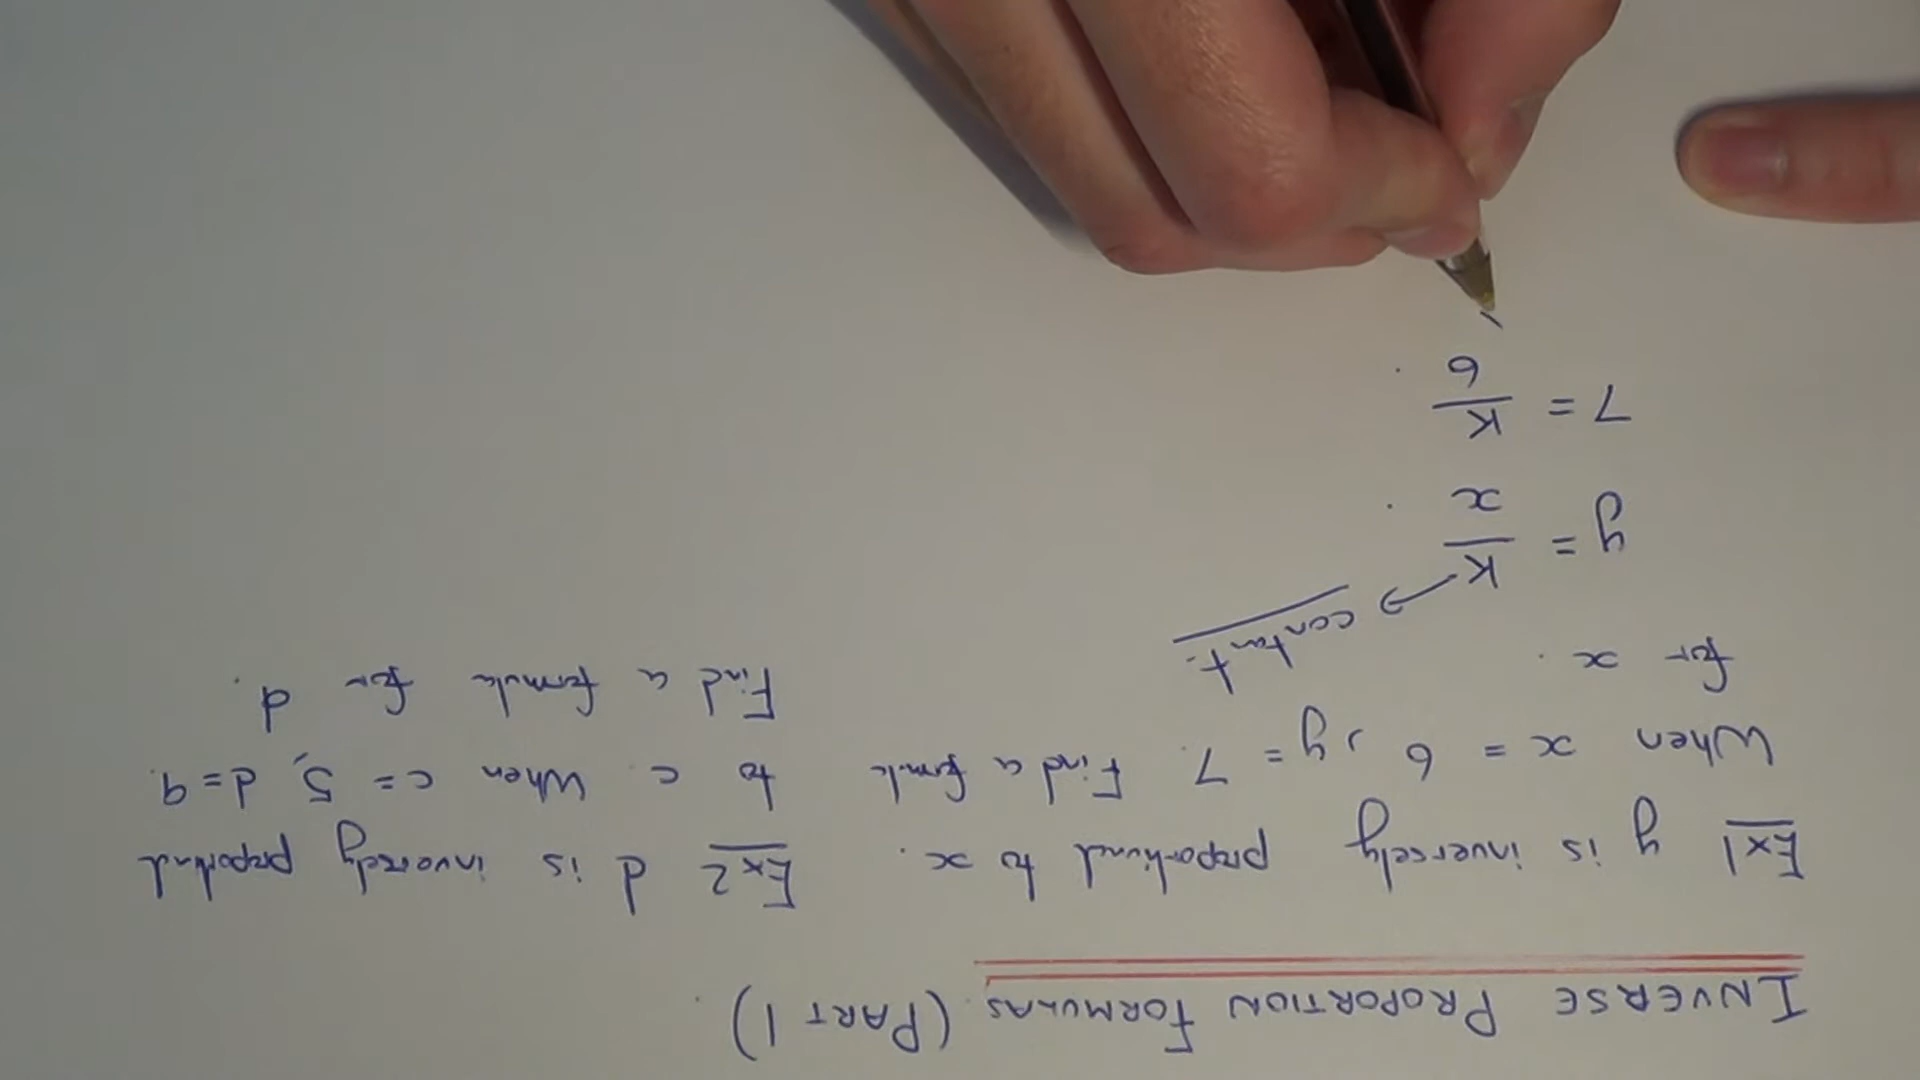 INVERSE PROPORTION FORMULAS (PART 1)
Ex1 y is inversely proportional to x.
When x = 6, y = 7. Find a formula
for x.
y = K/x
contant.
7 = K/6
Ex2 d is inversely proportional
to c. When c = 5, d = 9.
Find a formula for d.